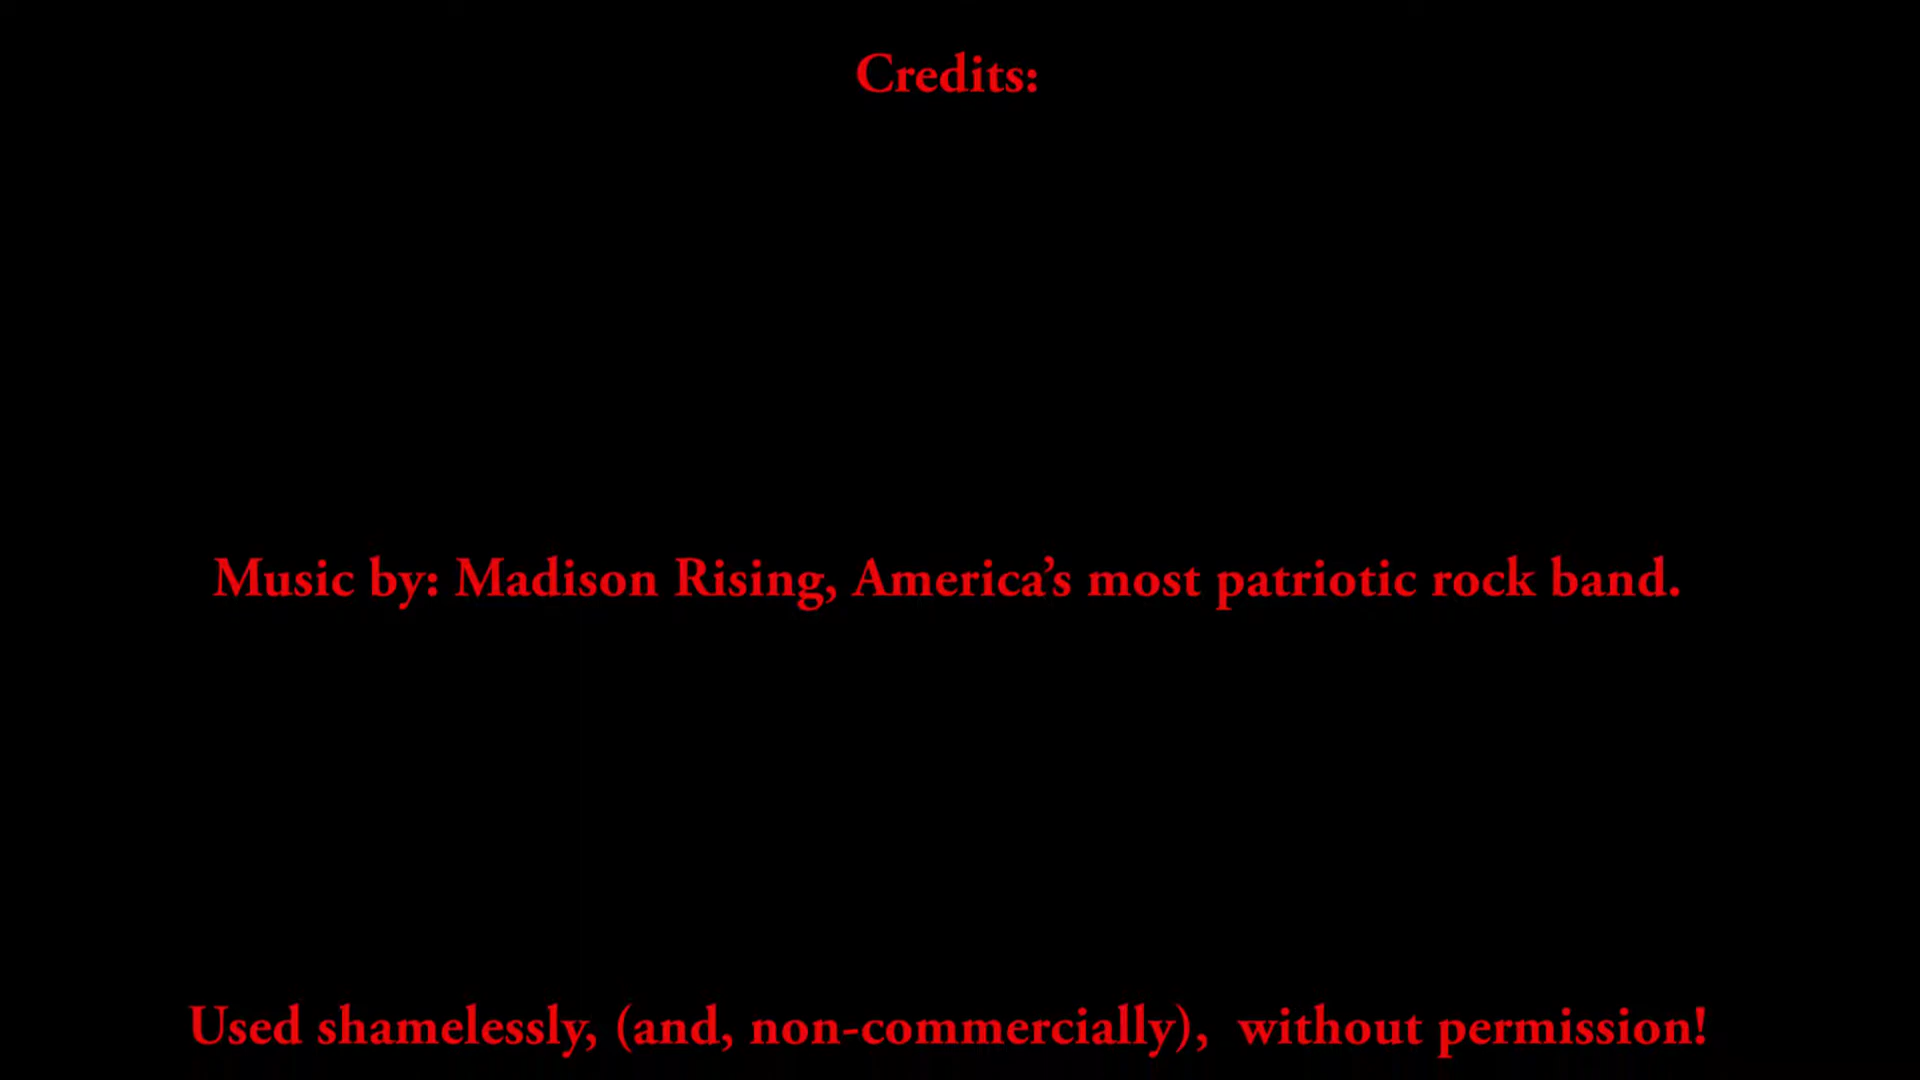 Credits:
Music by: Madison Rising, America’s most patriotic rock band.
Used shamelessly, (and, non-commercially),  without permission!